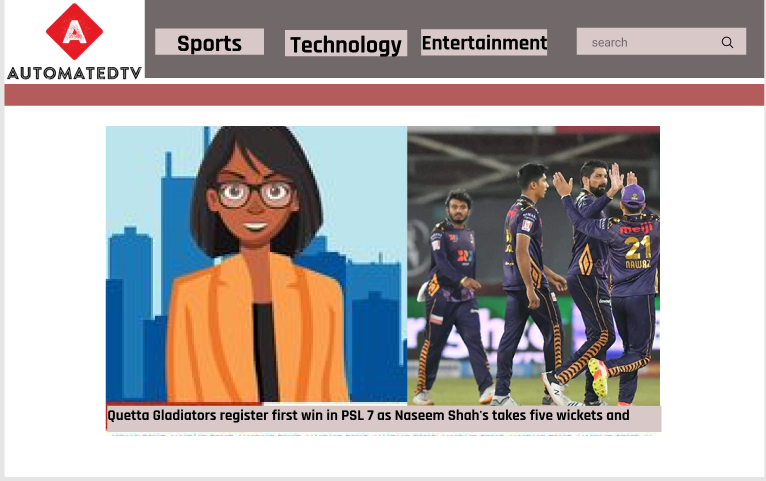 AUTOMATEDTV
Sports
Technology
Entertainment
search
meiji
21
NAWAZ
Quetta Gladiators register first win in PSL 7 as Naseem Shah's takes five wickets and